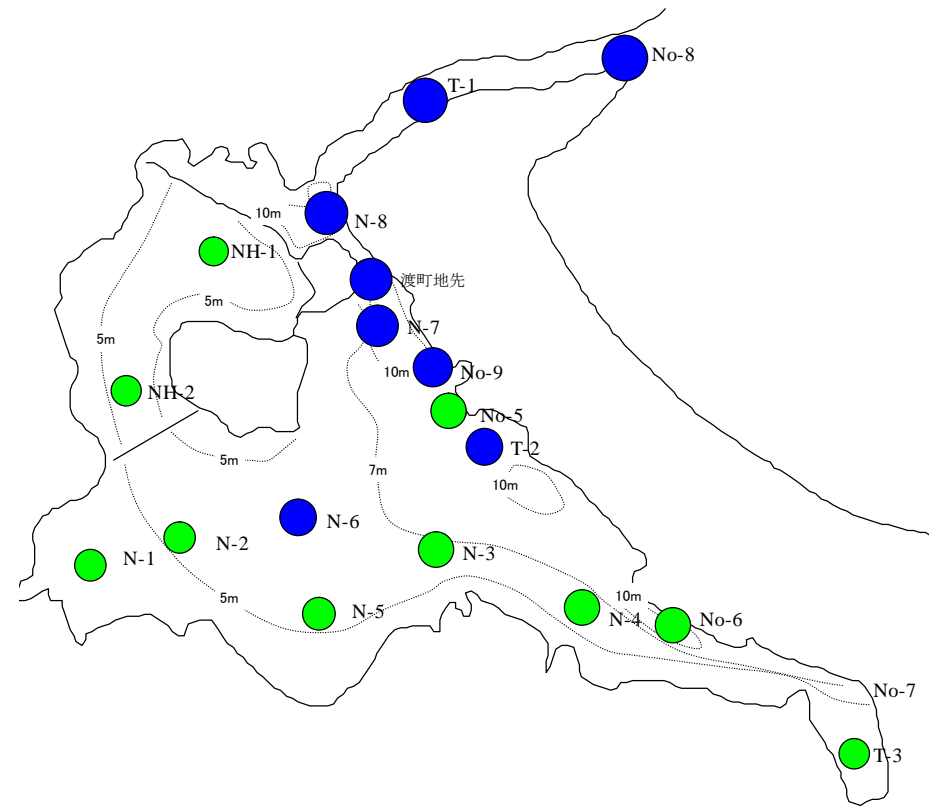 No-8
T-1
10m
N-8
NH-1
渡町地先
5m
N-7
5m
10m
No-9
NH-2
No-5
T-2
5m
7m
10m
N-6
N-2
N-3
N-1
10m
5m
N-5
N-4
No-6
No-7
T-3